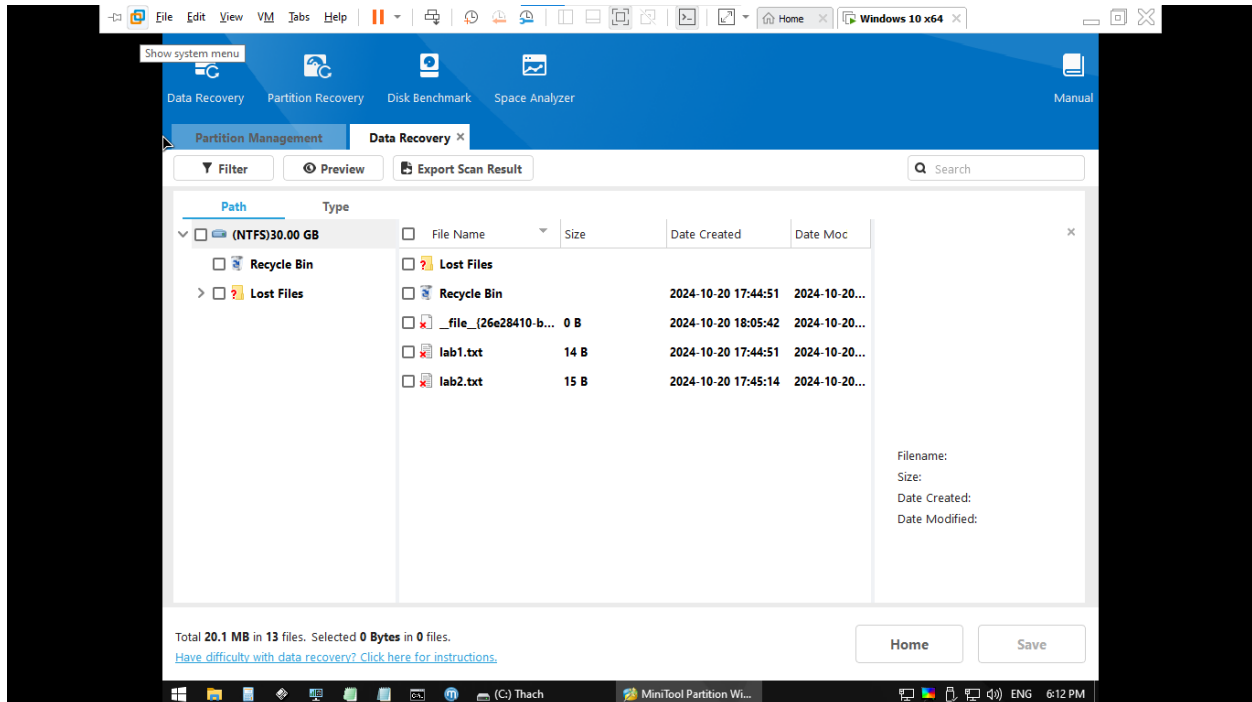 File Edit View VM Tabs Help Home Windows 10 x64
Show system menu
Data Recovery Partition Recovery Disk Benchmark Space Analyzer Manual
Partition Management Data Recovery
Filter Preview Export Scan Result Search
Path Type
(NTFS)30.00 GB File Name Size Date Created Date Moc
Recycle Bin Lost Files
Lost Files Recycle Bin 2024-10-20 17:44:51 2024-10-20...
__file__(26e28410-b... 0 B 2024-10-20 18:05:42 2024-10-20...
lab1.txt 14 B 2024-10-20 17:44:51 2024-10-20...
lab2.txt 15 B 2024-10-20 17:45:14 2024-10-20...
Filename:
Size:
Date Created:
Date Modified:
Total 20.1 MB in 13 files. Selected 0 Bytes in 0 files.
Have difficulty with data recovery? Click here for instructions.
Home Save
(C:) Thach MiniTool Partition Wi... ENG 6:12 PM